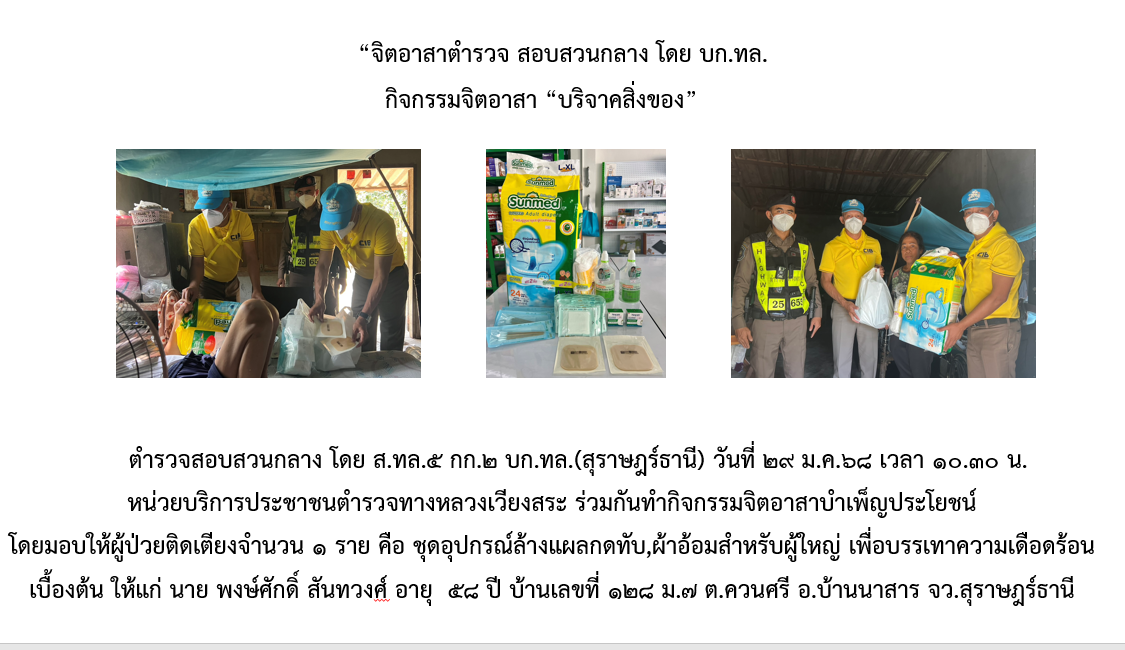 “จิตอาสาตำรวจ สอบสวนกลาง โดย บก.ทล.
กิจกรรมจิตอาสา “บริจาคสิ่งของ”
L-XL
Sunmed
Sunmed
Sunmed
24
CIB
25
HIGHWAY
25 653
CIB
Sunmed
ตำรวจสอบสวนกลาง โดย ส.ทล.๕ กก.๒ บก.ทล.(สุราษฎร์ธานี) วันที่ ๒๙ ม.ค.๖๘ เวลา ๑๐.๓๐ น.
หน่วยบริการประชาชนตำรวจทางหลวงเวียงสระ ร่วมกันทำกิจกรรมจิตอาสาบำเพ็ญประโยชน์
โดยมอบให้ผู้ป่วยติดเตียงจำนวน ๑ ราย คือ ชุดอุปกรณ์ล้างแผลกดทับ,ผ้าอ้อมสำหรับผู้ใหญ่ เพื่อบรรเทาความเดือดร้อน
เบื้องต้น ให้แก่ นาย พงษ์ศักดิ์ สันทวงศ์ อายุ ๕๘ ปี บ้านเลขที่ ๑๒๘ ม.๗ ต.ควนศรี อ.บ้านนาสาร จว.สุราษฎร์ธานี